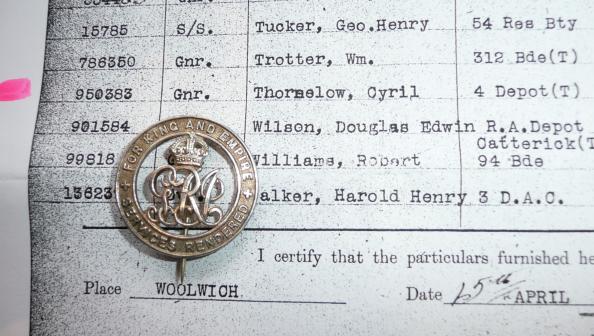 Gnr.
15785 S/S. Tucker, Geo.Henry 54 Res Bty
786350 Gnr. Trotter, Wm. 312 Bde(T)
950383 Gnr. Thornelow, Cyril 4 Depot(T)
901584 Wilson, Douglas Edwin R.A.Depot
Catterick(T
99818 Williams, Robert 94 Bde
13623 alker, Harold Henry 3 D.A.C.
FOR KING AND EMPIRE
SERVICES RENDERED
I certify that the particulars furnished he
Place WOOLWICH Date 15th APRIL